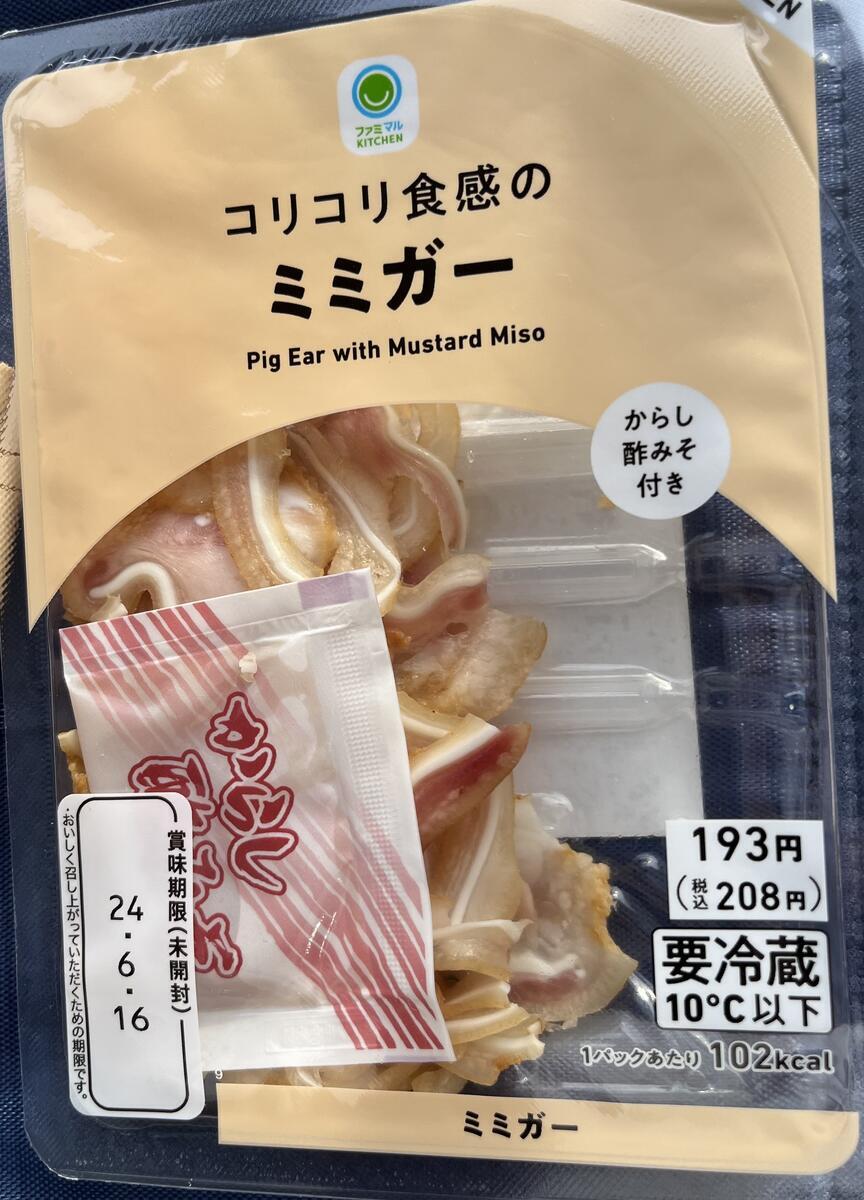 ファミマル
KITCHEN
コリコリ食感の
ミミガー
Pig Ear with Mustard Miso
からし
酢みそ
付き
からし
酢みそ
賞味期限(未開封)
24.6.16
・おいしく召し上がっていただくための期限です。
193円
(税込208円)
要冷蔵
10°C以下
1パックあたり 102kcal
9
ミミガー